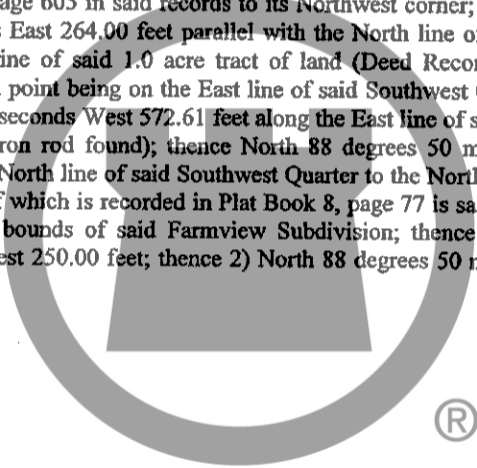 age 603 in said records to its Northwest corner;
East 264.00 feet parallel with the North line o
ine of said 1.0 acre tract of land (Deed Recor
point being on the East line of said Southwest
seconds West 572.61 feet along the East line of s
ron rod found); thence North 88 degrees 50 m
North line of said Southwest Quarter to the North
which is recorded in Plat Book 8, page 77 is sa
bounds of said Farmview Subdivision; thence
est 250.00 feet; thence 2) North 88 degrees 50
®